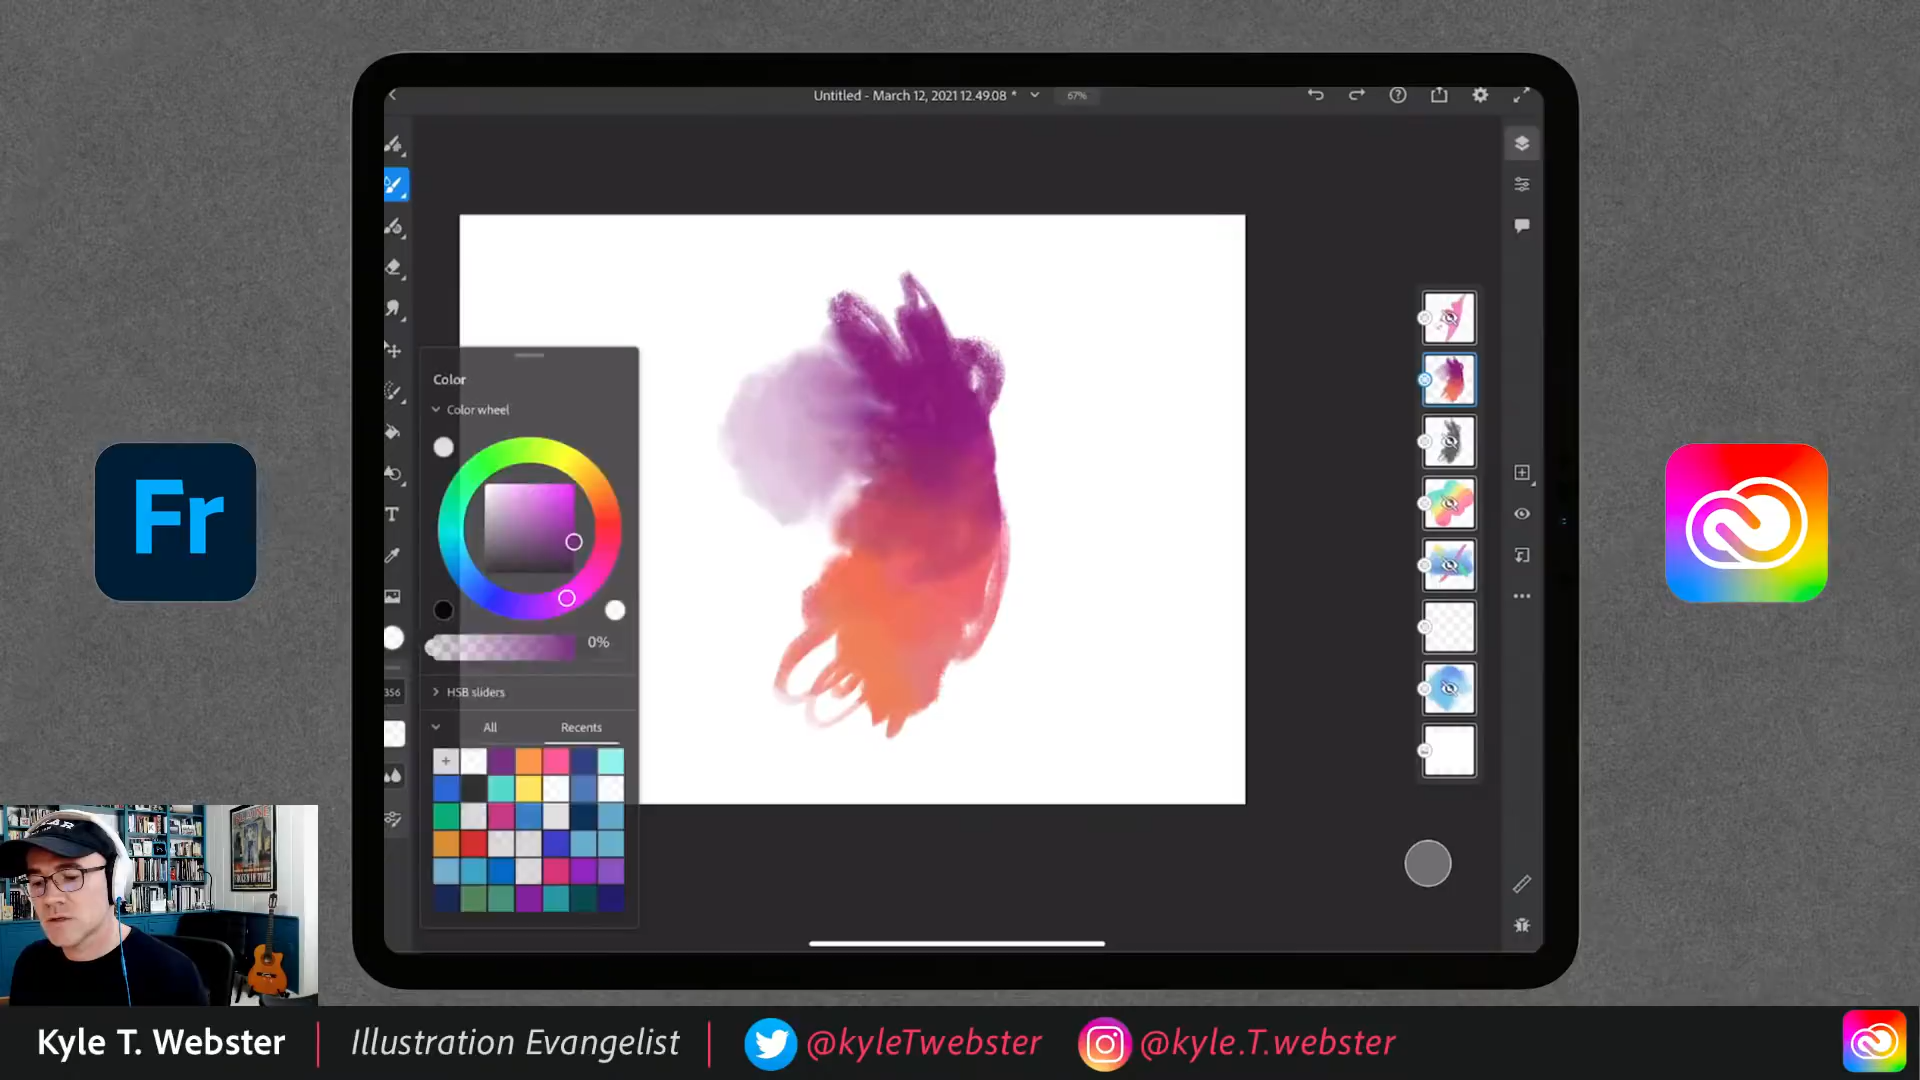 Untitled - March 12, 2021 12.49.08 *
67%
Color
Color wheel
0%
HSB sliders
All
Recents
T
356
Fr
Kyle T. Webster
Illustration Evangelist
@kyleTwebster
@kyle.T.webster